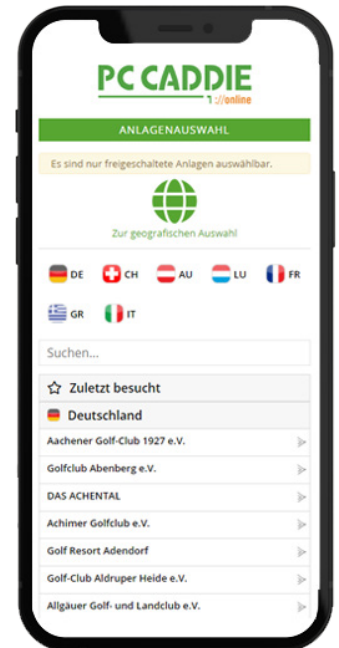 PC CADDIE
://online
ANLAGENAUSWAHL
Es sind nur freigeschaltete Anlagen auswählbar.
Zur geografischen Auswahl
DE CH AU LU FR
GR IT
Suchen...
Zuletzt besucht
Deutschland
Aachener Golf-Club 1927 e.V.
Golfclub Abenberg e.V.
DAS ACHENTAL
Achimer Golfclub e.V.
Golf Resort Adendorf
Golf-Club Aldruper Heide e.V.
Allgäuer Golf- und Landclub e.V.